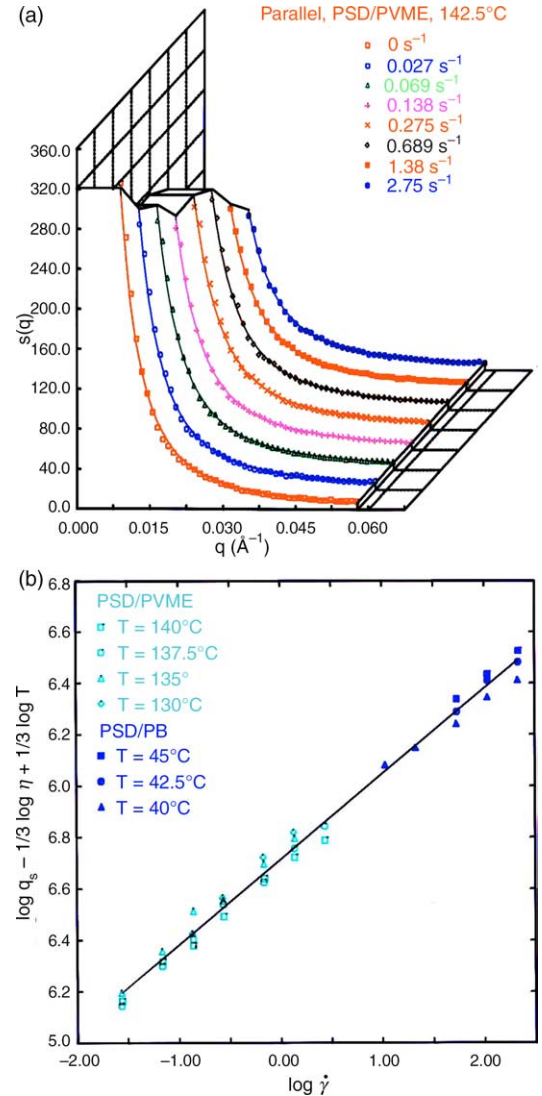 (a)
Parallel, PSD/PVME, 142.5°C
0 s⁻¹
0.027 s⁻¹
0.069 s⁻¹
0.138 s⁻¹
0.275 s⁻¹
0.689 s⁻¹
1.38 s⁻¹
2.75 s⁻¹
360.0
320.0
280.0
240.0
200.0
160.0
120.0
80.0
40.0
0.0
s(q)
0.000 0.015 0.030 0.045 0.060
q (Å⁻¹)
(b)
6.8
6.6
6.4
6.2
6.0
6.8
6.6
6.4
6.2
5.0
log qₛ − 1/3 log η + 1/3 log T
PSD/PVME
T = 140°C
T = 137.5°C
T = 135°
T = 130°C
PSD/PB
T = 45°C
T = 42.5°C
T = 40°C
−2.00 −1.00 0.00 1.00 2.00
log γ̇